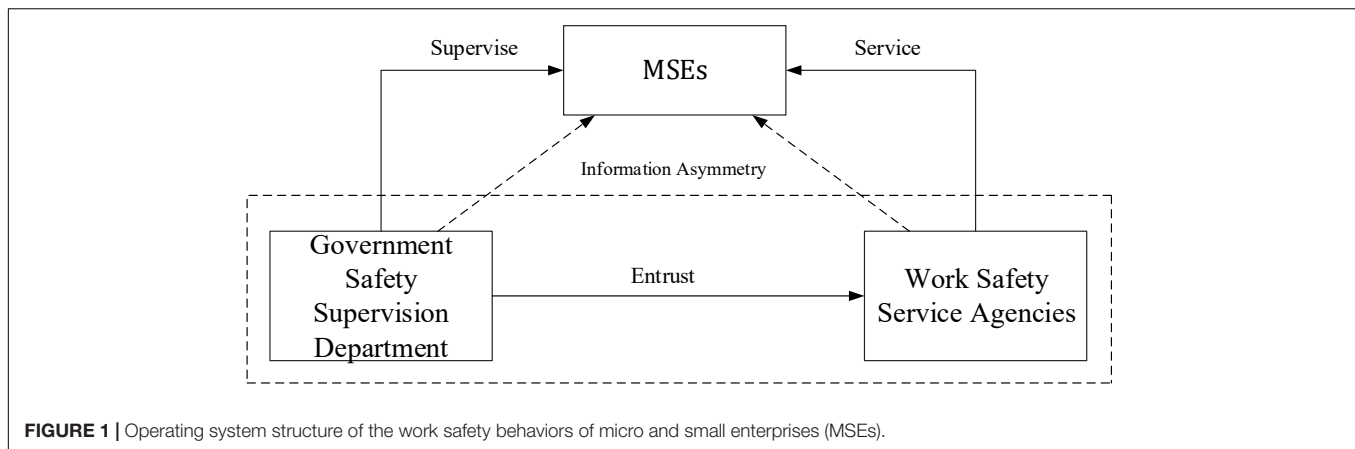 Supervise
MSEs
Service
Information Asymmetry
Government
Safety
Supervision
Department
Entrust
Work Safety
Service Agencies
FIGURE 1 | Operating system structure of the work safety behaviors of micro and small enterprises (MSEs).